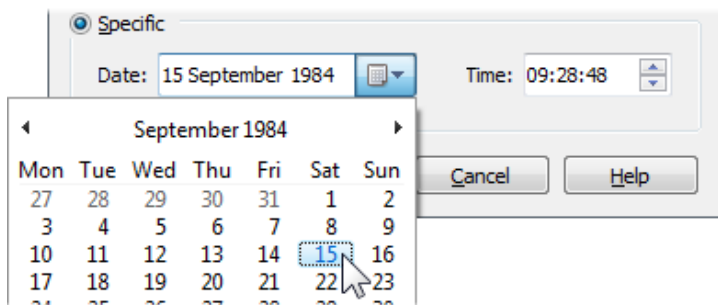 Specific
Date: 15 September 1984 Time: 09:28:48
September 1984
Mon Tue Wed Thu Fri Sat Sun
27 28 29 30 31 1 2
Cancel Help
3 4 5 6 7 8 9
10 11 12 13 14 15 16
17 18 19 20 21 22 23